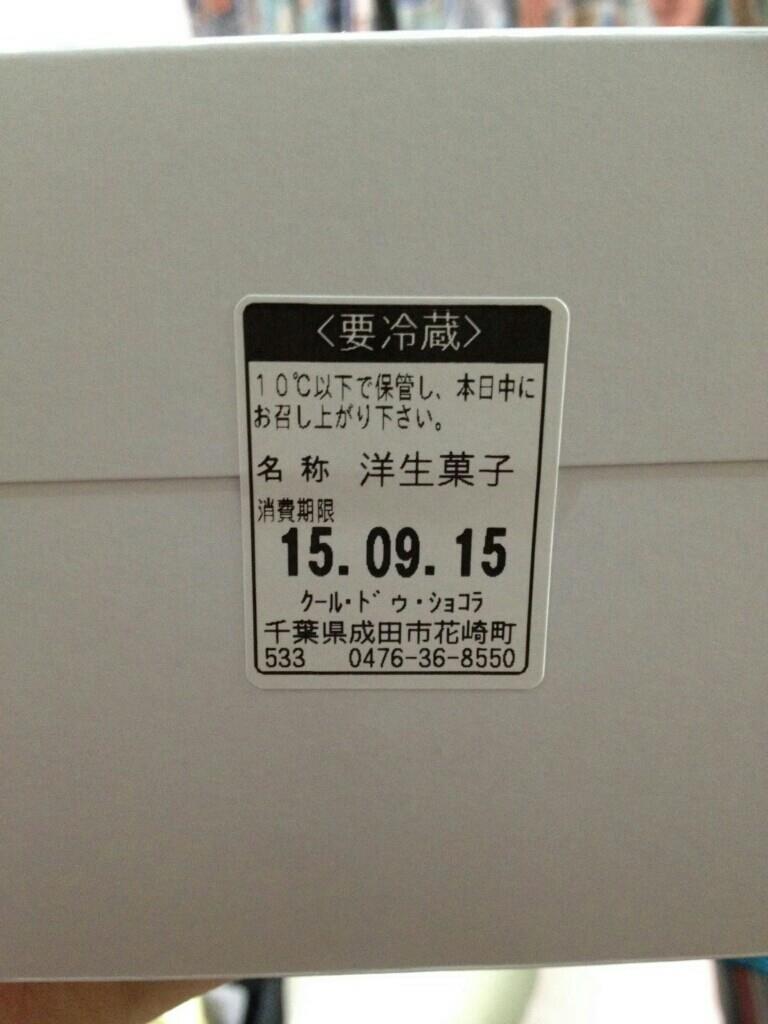 〈要冷蔵〉
10℃以下で保管し、本日中に
お召し上がり下さい。
名称 洋生菓子
消費期限
15.09.15
ｸｰﾙ･ﾄﾞｩ･ｼｮｺﾗ
千葉県成田市花崎町
533 0476-36-8550